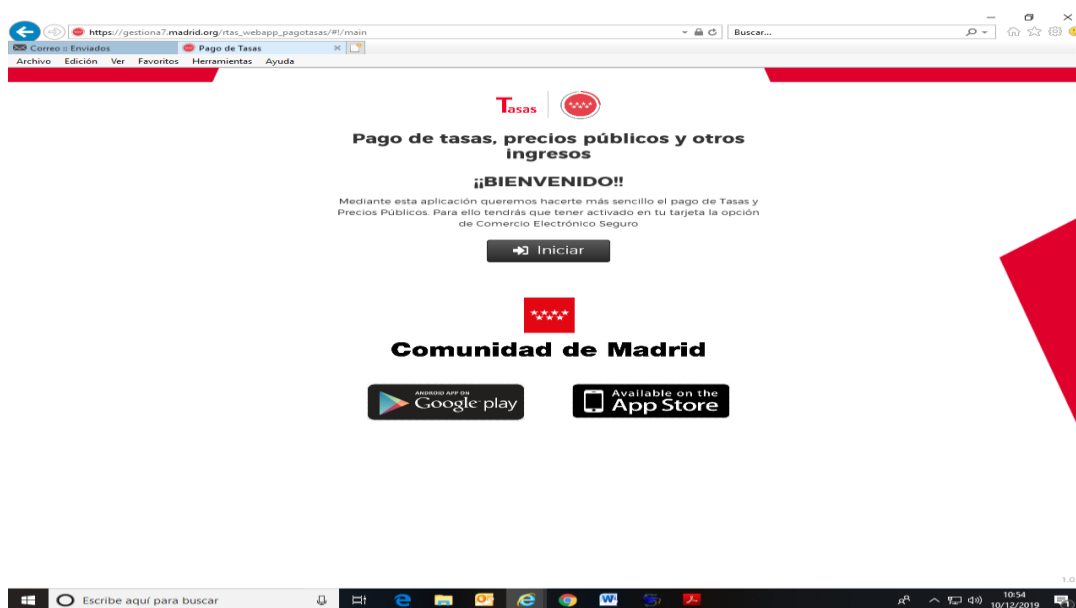 https://gestiona7.madrid.org/rtas_webapp_pagotasas/#!/main
Buscar...
Correo :: Enviados
Pago de Tasas
Archivo Edición Ver Favoritos Herramientas Ayuda
Tasas
Pago de tasas, precios públicos y otros
ingresos
¡¡BIENVENIDO!!
Mediante esta aplicación queremos hacerte más sencillo el pago de Tasas y
Precios Públicos. Para ello tendrás que tener activado en tu tarjeta la opción
de Comercio Electrónico Seguro
Iniciar
Comunidad de Madrid
ANDROID APP ON
Google play
Available on the
App Store
Escribe aquí para buscar
10:54
10/12/2019